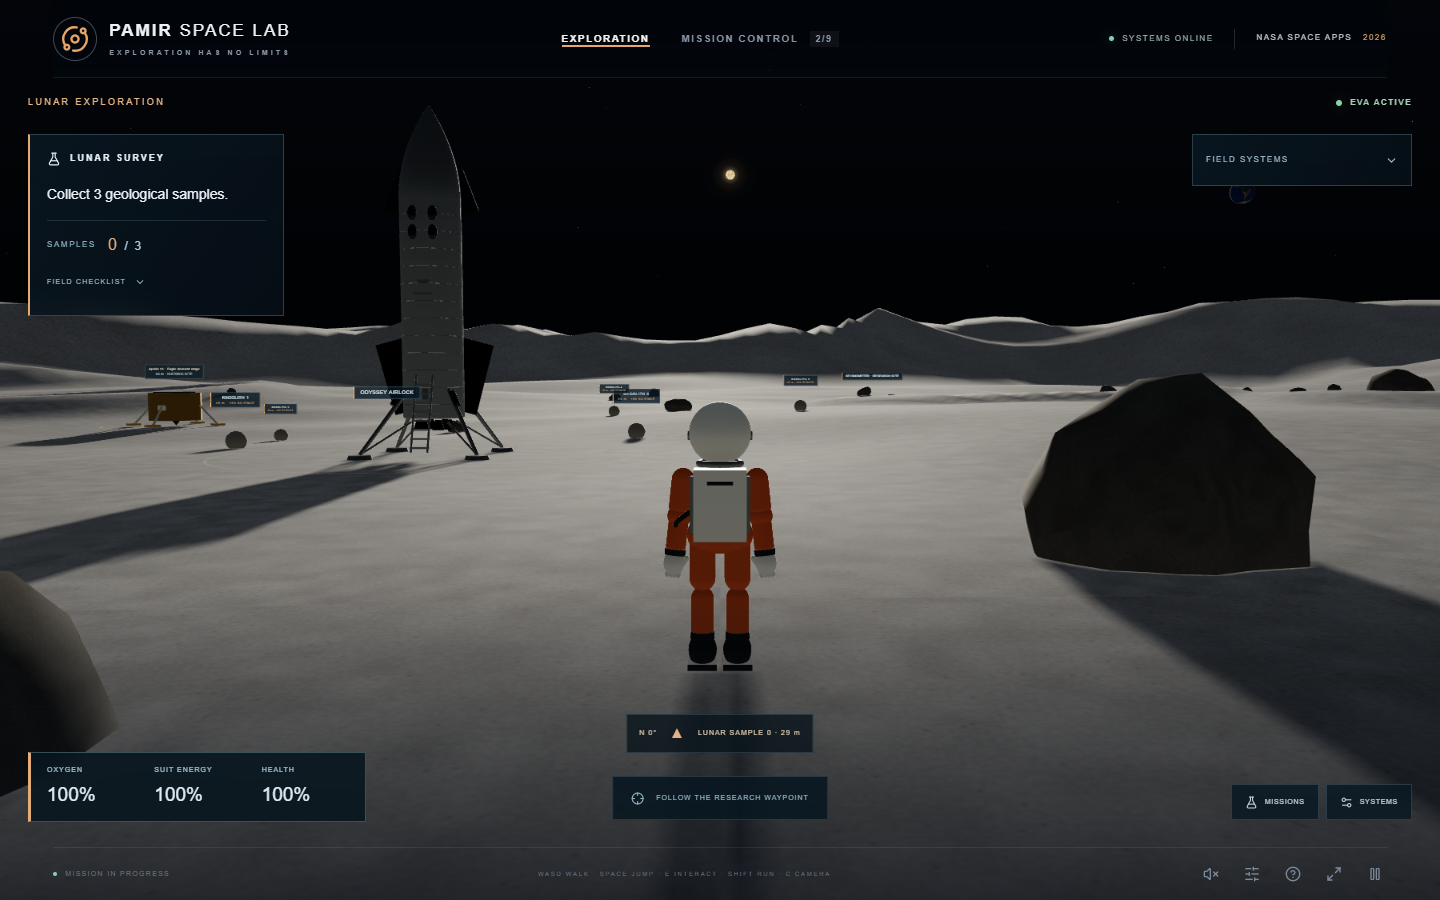 PAMIR SPACE LAB
EXPLORATION HAS NO LIMITS
EXPLORATION
MISSION CONTROL 2/9
SYSTEMS ONLINE
NASA SPACE APPS 2026
LUNAR EXPLORATION
EVA ACTIVE
LUNAR SURVEY
Collect 3 geological samples.
SAMPLES 0 / 3
FIELD CHECKLIST
FIELD SYSTEMS
ODYSSEY AIRLOCK
N 0° LUNAR SAMPLE 0 · 29 m
FOLLOW THE RESEARCH WAYPOINT
OXYGEN
100%
SUIT ENERGY
100%
HEALTH
100%
MISSIONS
SYSTEMS
MISSION IN PROGRESS
WASD WALK · SPACE JUMP · E INTERACT · SHIFT RUN · C CAMERA